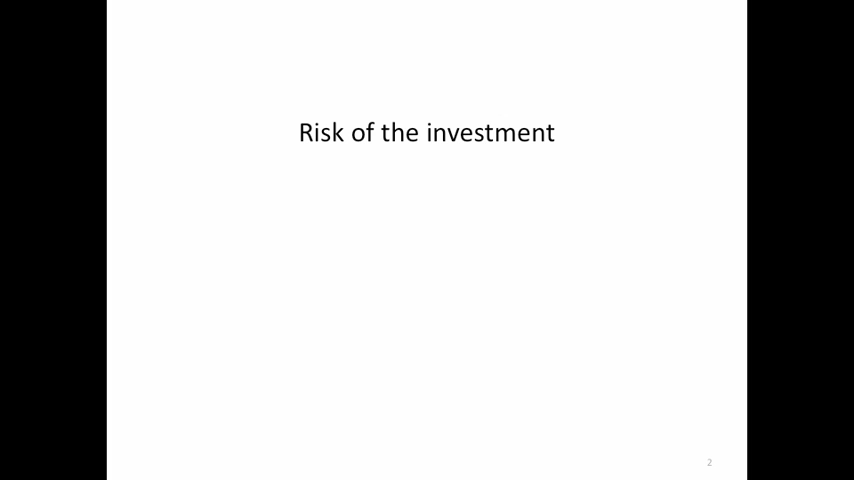 Risk of the investment
2